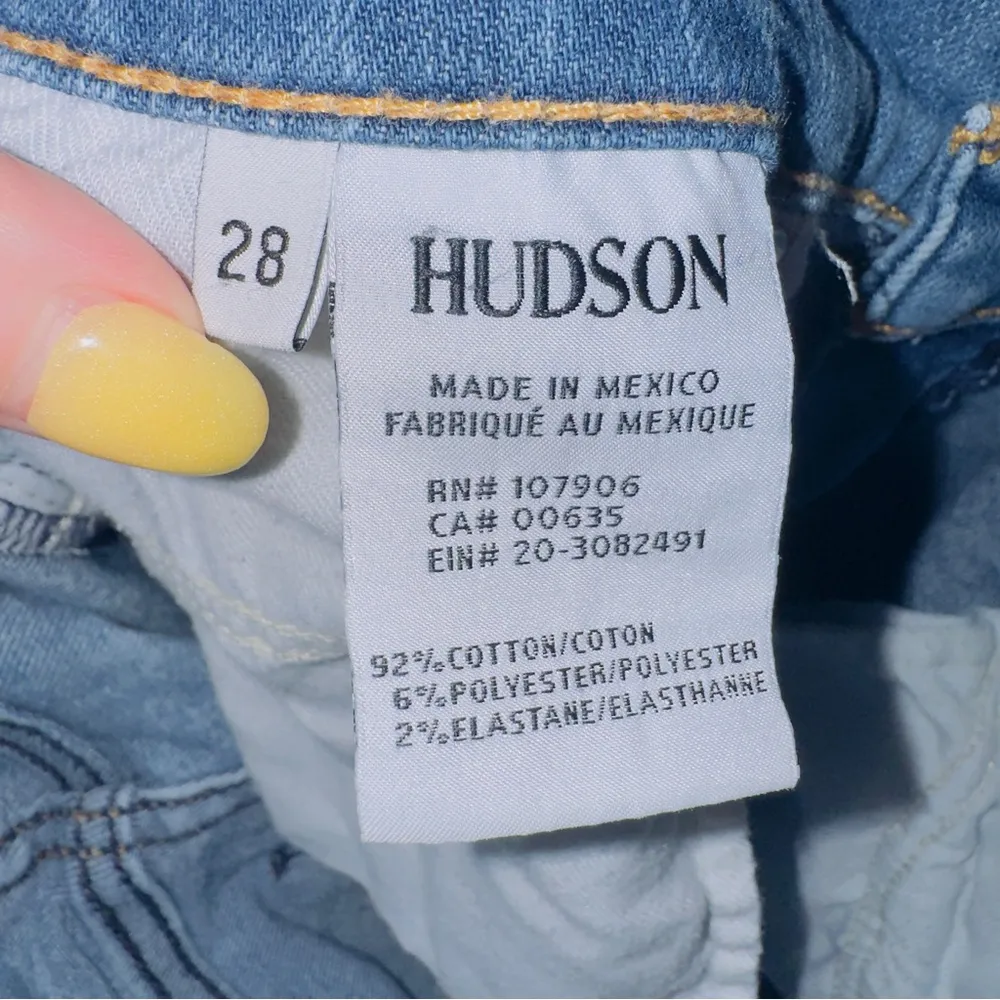 28
HUDSON
MADE IN MEXICO
FABRIQUÉ AU MEXIQUE
RN# 107906
CA# 00635
EIN# 20-3082491
92% COTTON/COTON
6% POLYESTER/POLYESTER
2% ELASTANE/ELASTHANNE